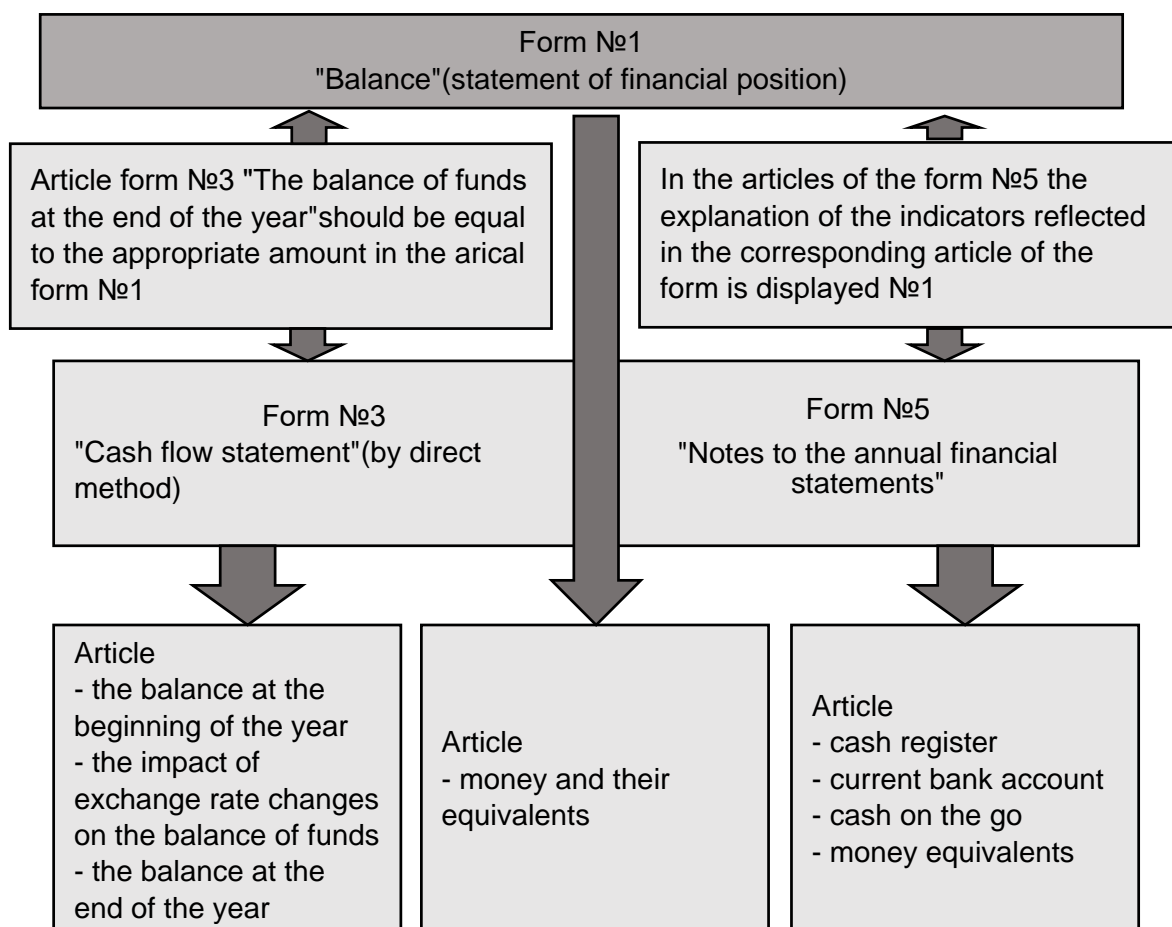 Form №1
"Balance"(statement of financial position)
Article form №3 "The balance of funds
at the end of the year"should be equal
to the appropriate amount in the arical
form №1
In the articles of the form №5 the
explanation of the indicators reflected
in the corresponding article of the
form is displayed №1
Form №3
"Cash flow statement"(by direct
method)
Form №5
"Notes to the annual financial
statements"
Article
- the balance at the
beginning of the year
- the impact of
exchange rate changes
on the balance of funds
- the balance at the
end of the year
Article
- money and their
equivalents
Article
- cash register
- current bank account
- cash on the go
- money equivalents